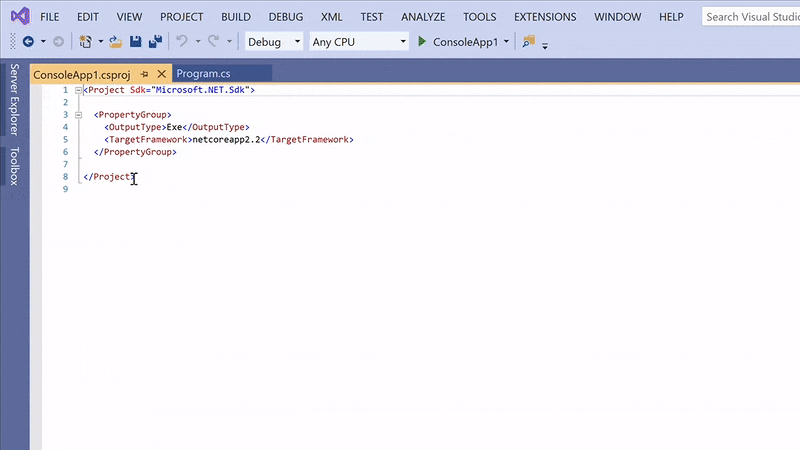 FILE EDIT VIEW PROJECT BUILD DEBUG XML TEST ANALYZE TOOLS EXTENSIONS WINDOW HELP Search Visual Studio
Debug Any CPU ConsoleApp1
Server Explorer
Toolbox
ConsoleApp1.csproj Program.cs
1 <Project Sdk="Microsoft.NET.Sdk">
2
3 <PropertyGroup>
4 <OutputType>Exe</OutputType>
5 <TargetFramework>netcoreapp2.2</TargetFramework>
6 </PropertyGroup>
7
8 </Project>
9